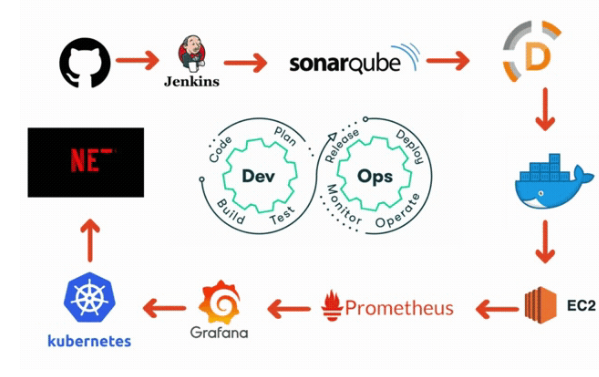 Jenkins
sonarqube
D
NE
Code
Plan
Dev
Build
Test
Release
Deploy
Ops
Monitor
Operate
EC2
Prometheus
Grafana
kubernetes